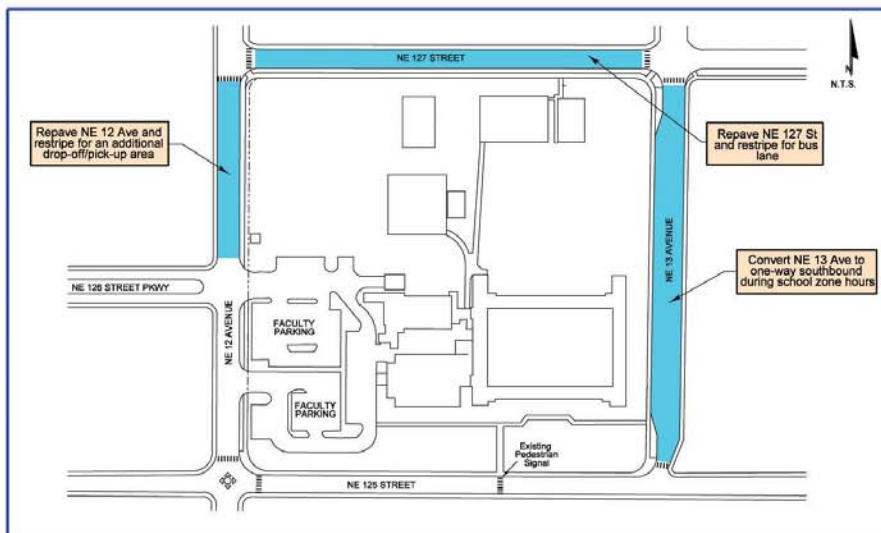 NE 127 STREET
N
N.T.S.
Repave NE 12 Ave and
restripe for an additional
drop-off/pick-up area
Repave NE 127 St
and restripe for bus
lane
NE 13 AVENUE
Convert NE 13 Ave to
one-way southbound
during school zone hours
NE 126 STREET PKWY
NE 12 AVENUE
FACULTY
PARKING
FACULTY
PARKING
Existing
Pedestrian
Signal
NE 125 STREET